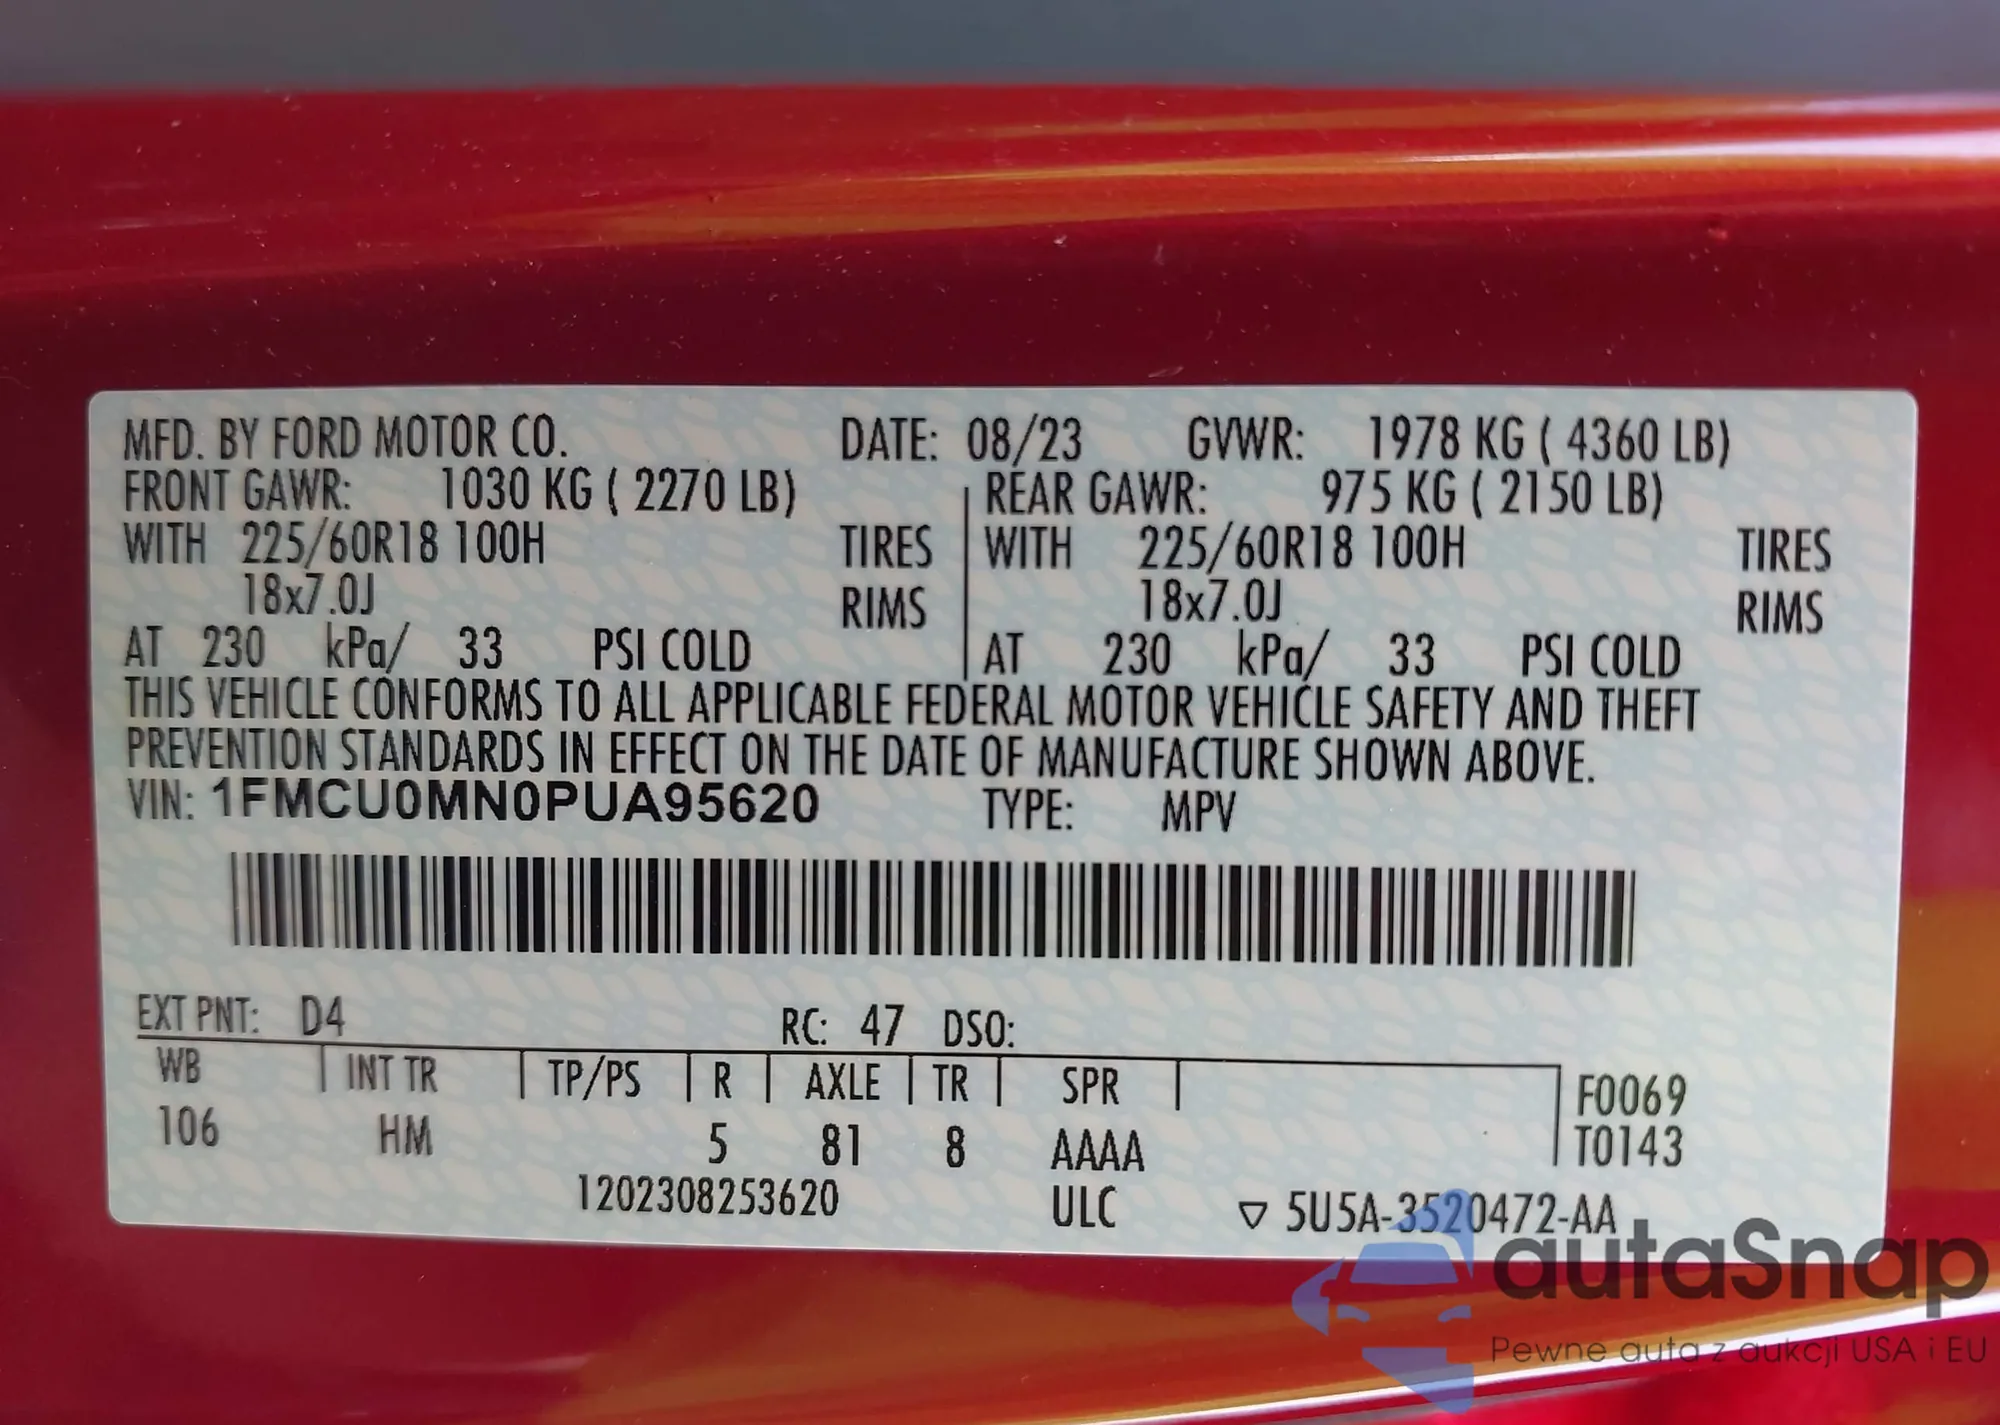 MFD. BY FORD MOTOR CO. DATE: 08/23 GVWR: 1978 KG ( 4360 LB)
FRONT GAWR: 1030 KG ( 2270 LB) REAR GAWR: 975 KG ( 2150 LB)
WITH 225/60R18 100H TIRES WITH 225/60R18 100H TIRES
18x7.0J RIMS 18x7.0J RIMS
AT 230 kPa/ 33 PSI COLD AT 230 kPa/ 33 PSI COLD
THIS VEHICLE CONFORMS TO ALL APPLICABLE FEDERAL MOTOR VEHICLE SAFETY AND THEFT
PREVENTION STANDARDS IN EFFECT ON THE DATE OF MANUFACTURE SHOWN ABOVE.
VIN: 1FMCU0MN0PUA95620 TYPE: MPV
EXT PNT: D4 RC: 47 DSO:
WB INT TR TP/PS R AXLE TR SPR F0069
106 HM 5 81 8 AAAA T0143
1202308253620 ULC ▽ 5U5A-3520472-AA
autaSnap
Pewne auta z aukcji USA i EU